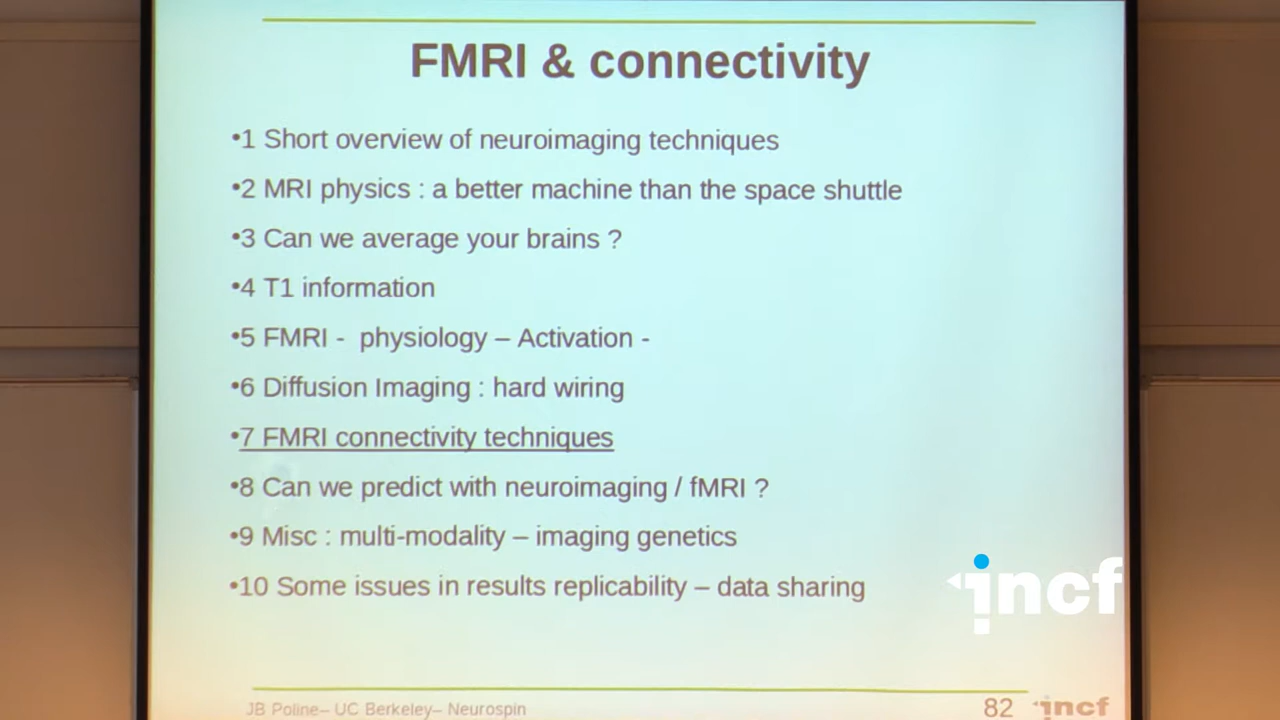 FMRI & connectivity
•1 Short overview of neuroimaging techniques
•2 MRI physics : a better machine than the space shuttle
•3 Can we average your brains ?
•4 T1 information
•5 FMRI -  physiology – Activation -
•6 Diffusion Imaging : hard wiring
•7 FMRI connectivity techniques
•8 Can we predict with neuroimaging / fMRI ?
•9 Misc : multi-modality – imaging genetics
•10 Some issues in results replicability – data sharing
incf
JB Poline– UC Berkeley– Neurospin
82
incf